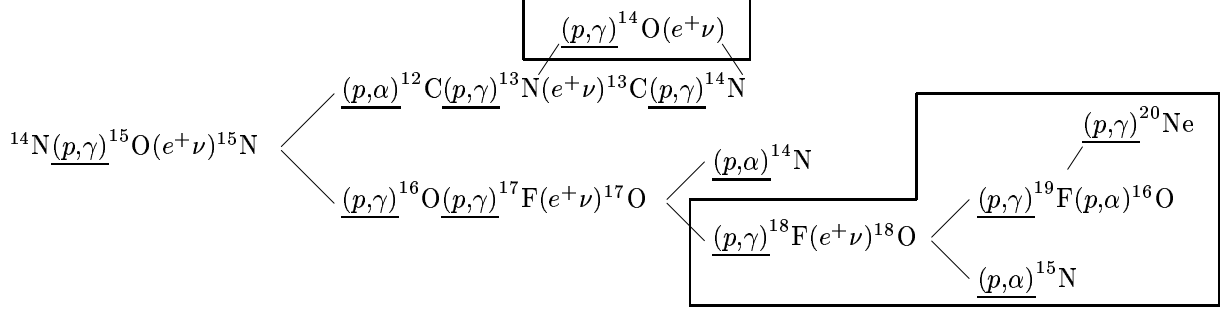 (p,γ)¹⁴O(e⁺ν)
(p,α)¹²C(p,γ)¹³N(e⁺ν)¹³C(p,γ)¹⁴N
(p,γ)²⁰Ne
¹⁴N(p,γ)¹⁵O(e⁺ν)¹⁵N
(p,α)¹⁴N
(p,γ)¹⁶O(p,γ)¹⁷F(e⁺ν)¹⁷O
(p,γ)¹⁹F(p,α)¹⁶O
(p,γ)¹⁸F(e⁺ν)¹⁸O
(p,α)¹⁵N